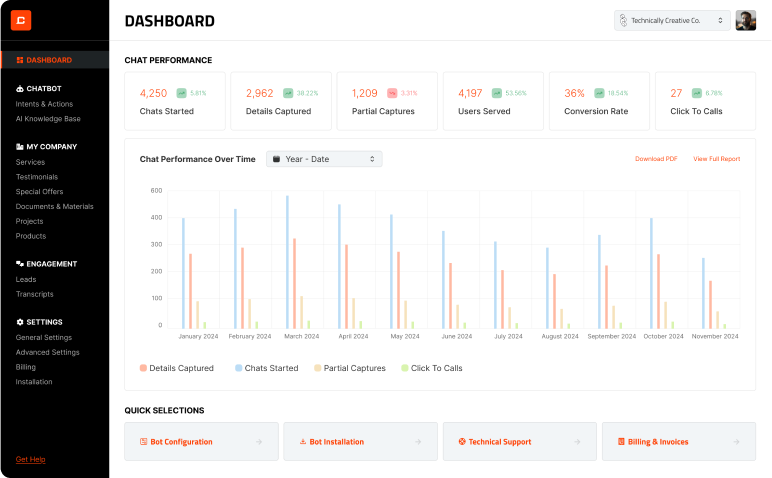 DASHBOARD
Technically Creative Co.
DASHBOARD
CHATBOT
Intents & Actions
AI Knowledge Base
MY COMPANY
Services
Testimonials
Special Offers
Documents & Materials
Projects
Products
ENGAGEMENT
Leads
Transcripts
SETTINGS
General Settings
Advanced Settings
Billing
Installation
Get Help
CHAT PERFORMANCE
4,250 5.81%
Chats Started
2,962 38.22%
Details Captured
1,209 3.31%
Partial Captures
4,197 53.56%
Users Served
36% 18.54%
Conversion Rate
27 6.78%
Click To Calls
Chat Performance Over Time
Year - Date
Download PDF
View Full Report
600
400
300
200
100
0
January 2024 February 2024 March 2024 April 2024 May 2024 June 2024 July 2024 August 2024 September 2024 October 2024 November 2024
Details Captured Chats Started Partial Captures Click To Calls
QUICK SELECTIONS
Bot Configuration
Bot Installation
Technical Support
Billing & Invoices